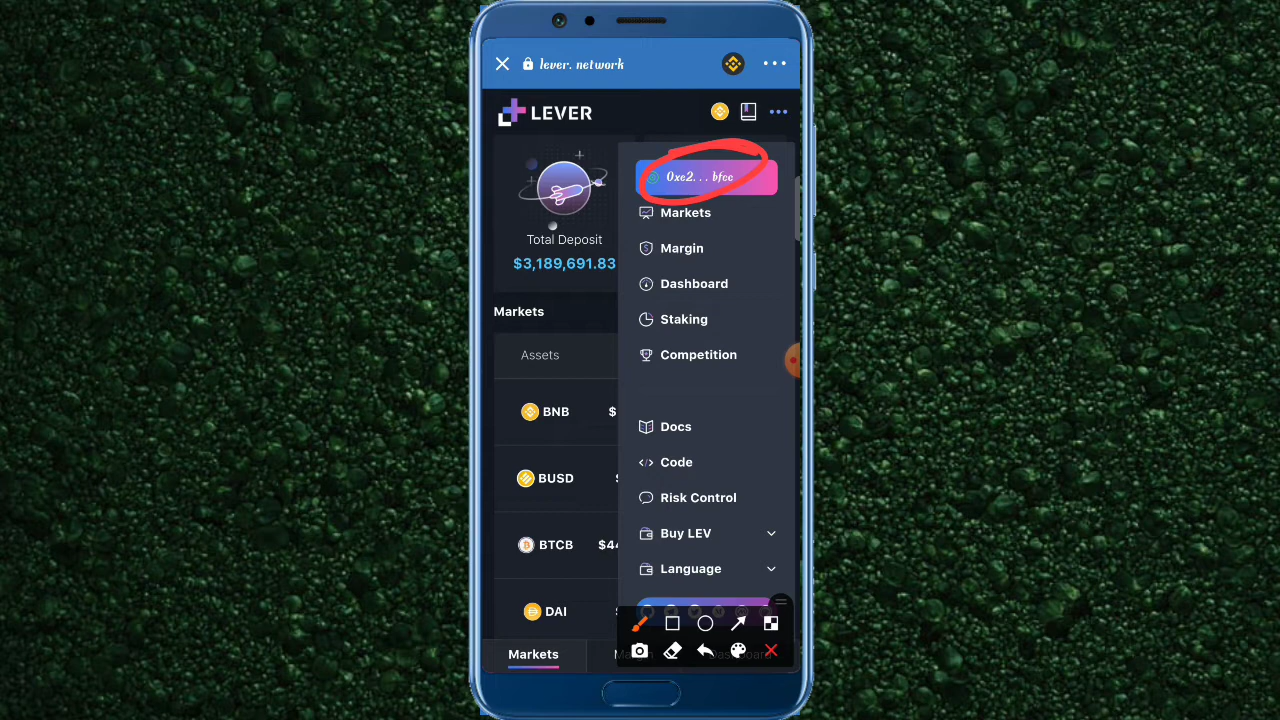 lever. network
LEVER
0xe2... bfcc
Total Deposit
$3,189,691.83
Markets
Margin
Dashboard
Staking
Competition
Markets
Assets
BNB $
BUSD
BTCB $44
DAI
Docs
Code
Risk Control
Buy LEV
Language
Markets